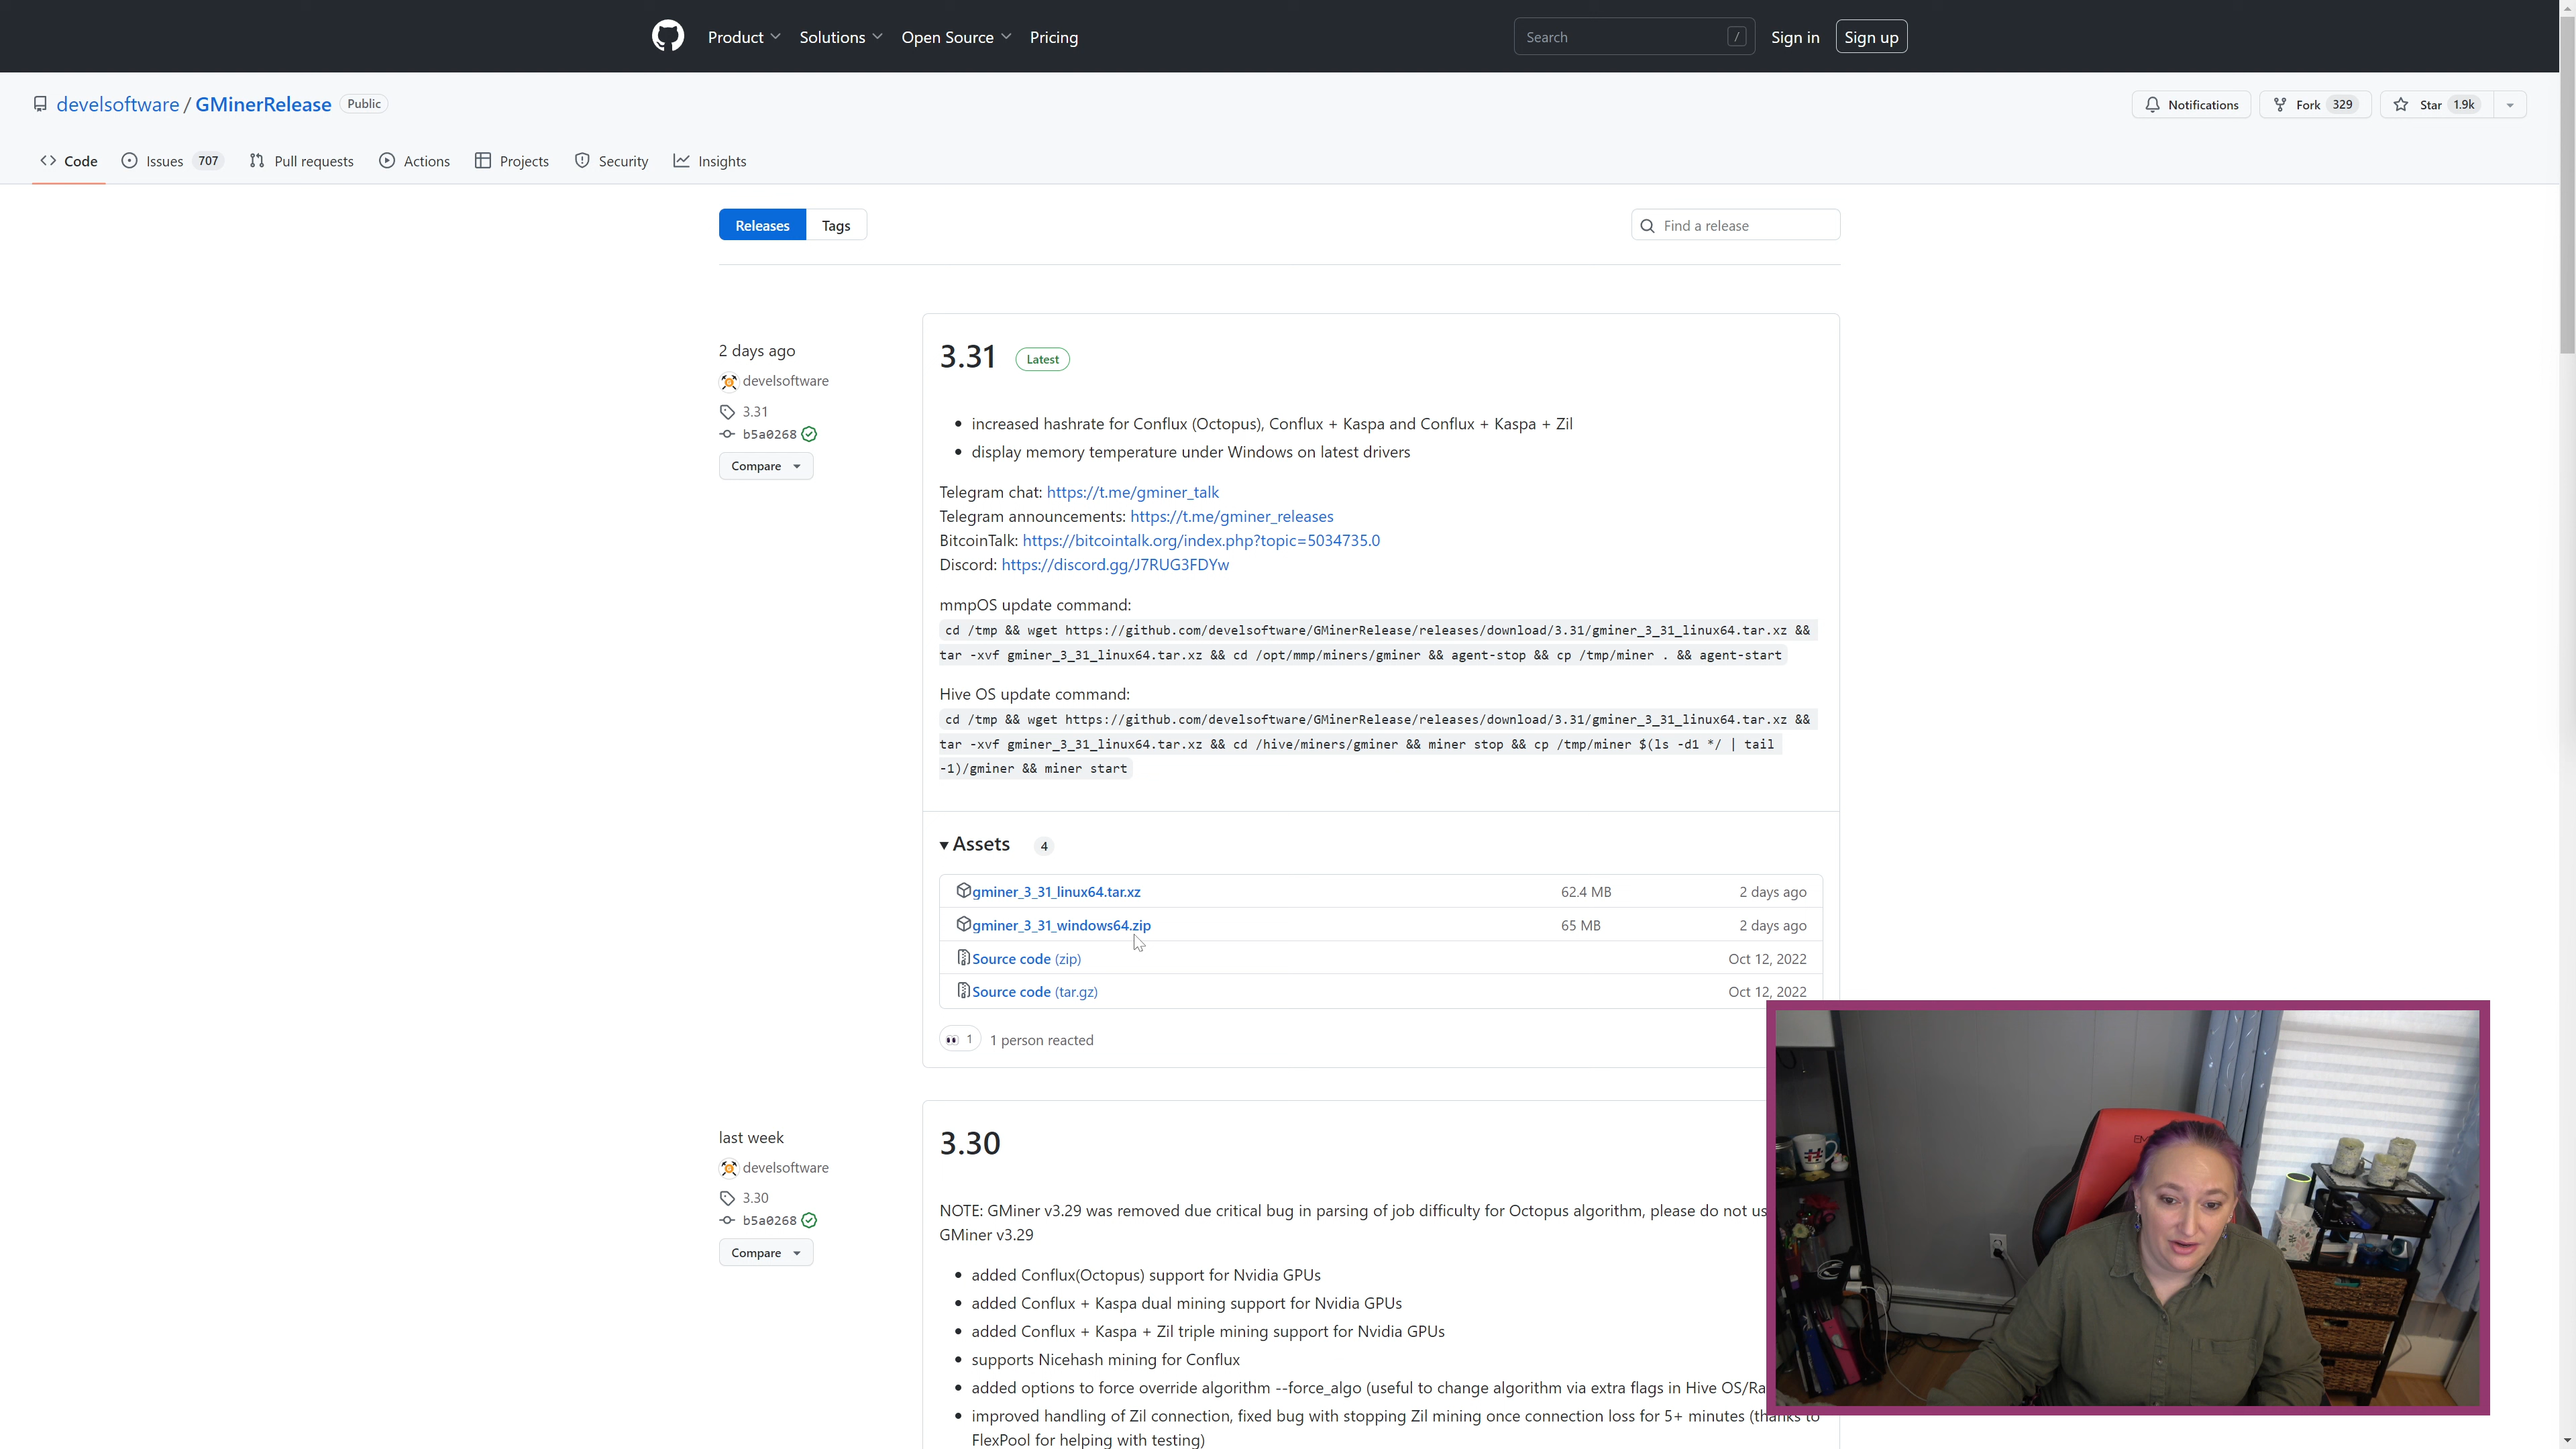 Product Solutions Open Source Pricing Search / Sign in Sign up
develsoftware / GMinerRelease Public Notifications Fork 329 Star 1.9k
Code Issues 707 Pull requests Actions Projects Security Insights
Releases Tags Find a release
2 days ago
develsoftware
3.31
b5a0268
Compare
3.31 Latest
increased hashrate for Conflux (Octopus), Conflux + Kaspa and Conflux + Kaspa + Zil
display memory temperature under Windows on latest drivers
Telegram chat: https://t.me/gminer_talk
Telegram announcements: https://t.me/gminer_releases
BitcoinTalk: https://bitcointalk.org/index.php?topic=5034735.0
Discord: https://discord.gg/J7RUG3FDYw
mmpOS update command:
cd /tmp && wget https://github.com/develsoftware/GMinerRelease/releases/download/3.31/gminer_3_31_linux64.tar.xz &&
tar -xvf gminer_3_31_linux64.tar.xz && cd /opt/mmp/miners/gminer && agent-stop && cp /tmp/miner . && agent-start
Hive OS update command:
cd /tmp && wget https://github.com/develsoftware/GMinerRelease/releases/download/3.31/gminer_3_31_linux64.tar.xz &&
tar -xvf gminer_3_31_linux64.tar.xz && cd /hive/miners/gminer && miner stop && cp /tmp/miner $(ls -d1 */ | tail
-1)/gminer && miner start
Assets 4
gminer_3_31_linux64.tar.xz 62.4 MB 2 days ago
gminer_3_31_windows64.zip 65 MB 2 days ago
Source code (zip) Oct 12, 2022
Source code (tar.gz) Oct 12, 2022
1 1 person reacted
last week
develsoftware
3.30
b5a0268
Compare
3.30
NOTE: GMiner v3.29 was removed due critical bug in parsing of job difficulty for Octopus algorithm, please do not us
GMiner v3.29
added Conflux(Octopus) support for Nvidia GPUs
added Conflux + Kaspa dual mining support for Nvidia GPUs
added Conflux + Kaspa + Zil triple mining support for Nvidia GPUs
supports Nicehash mining for Conflux
added options to force override algorithm --force_algo (useful to change algorithm via extra flags in Hive OS/Ra
improved handling of Zil connection, fixed bug with stopping Zil mining once connection loss for 5+ minutes (thanks to
FlexPool for helping with testing)